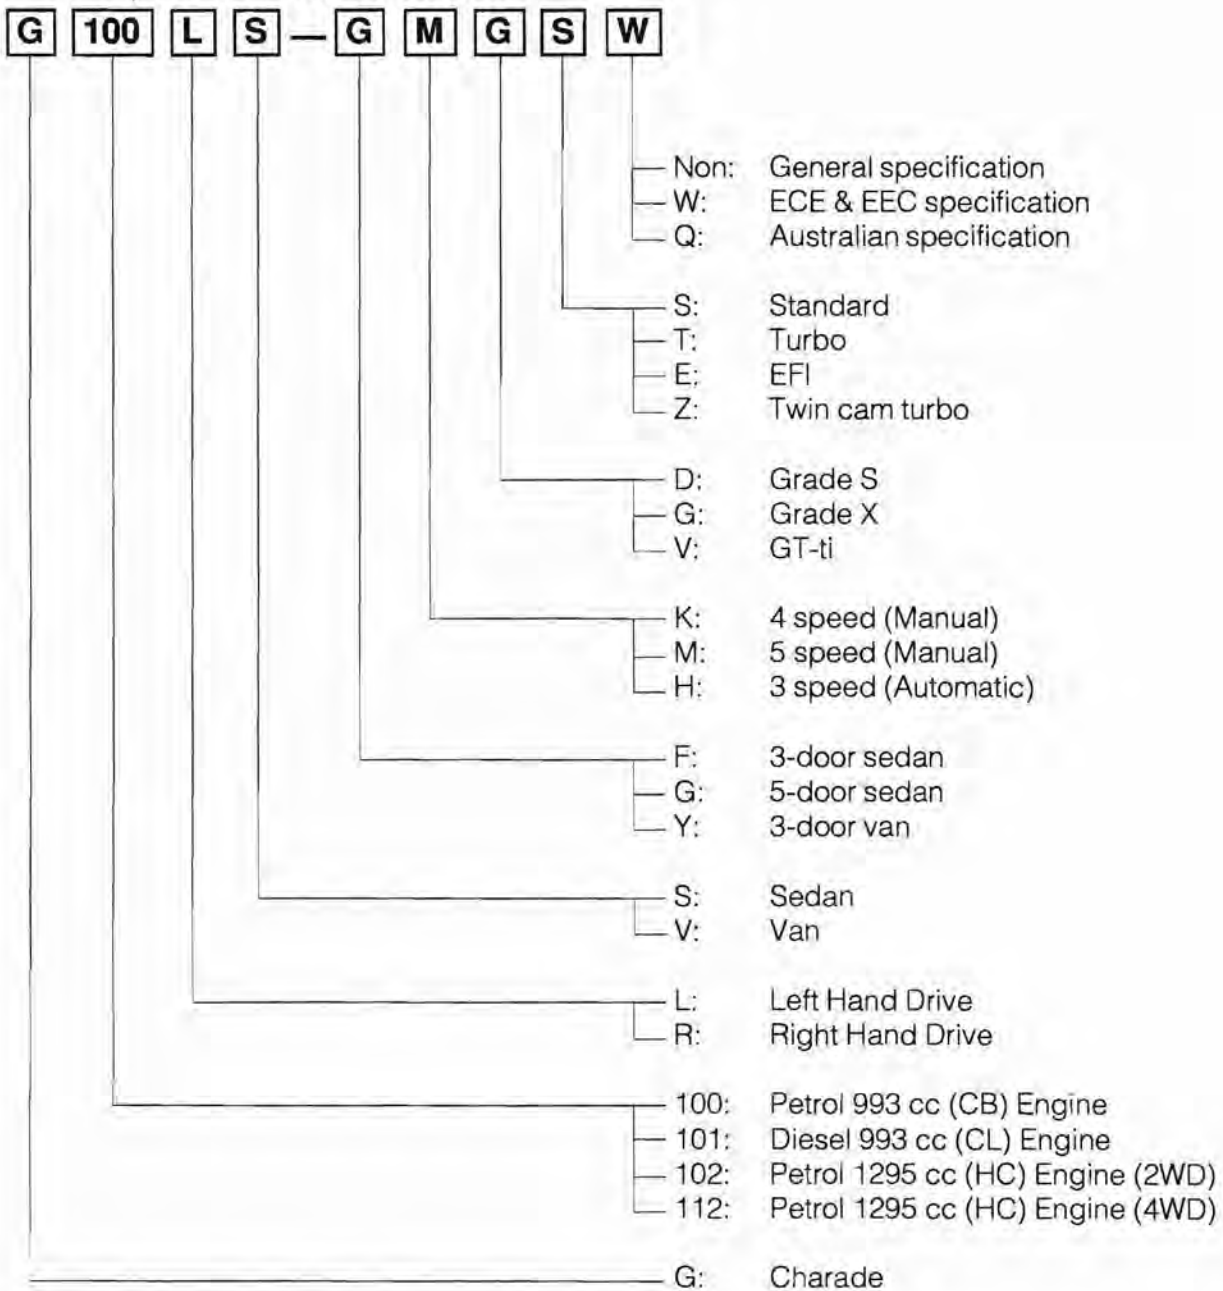 G 100 L S — G M G S W
Non: General specification
W: ECE & EEC specification
Q: Australian specification
S: Standard
T: Turbo
E: EFI
Z: Twin cam turbo
D: Grade S
G: Grade X
V: GT-ti
K: 4 speed (Manual)
M: 5 speed (Manual)
H: 3 speed (Automatic)
F: 3-door sedan
G: 5-door sedan
Y: 3-door van
S: Sedan
V: Van
L: Left Hand Drive
R: Right Hand Drive
100: Petrol 993 cc (CB) Engine
101: Diesel 993 cc (CL) Engine
102: Petrol 1295 cc (HC) Engine (2WD)
112: Petrol 1295 cc (HC) Engine (4WD)
G: Charade